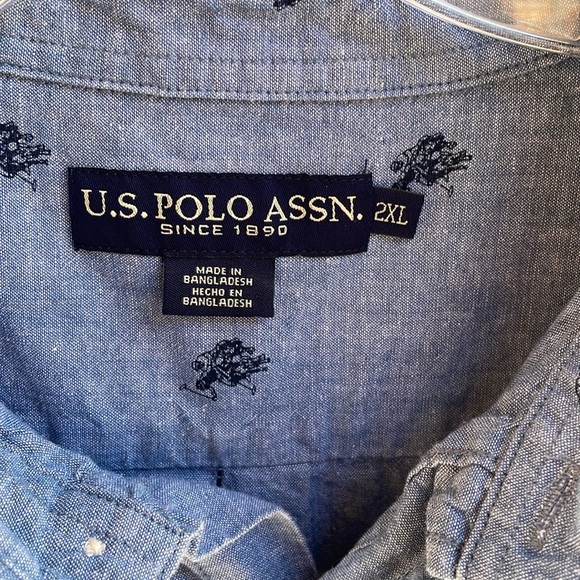 U.S. POLO ASSN.
SINCE 1890
2XL
MADE IN
BANGLADESH
HECHO EN
BANGLADESH